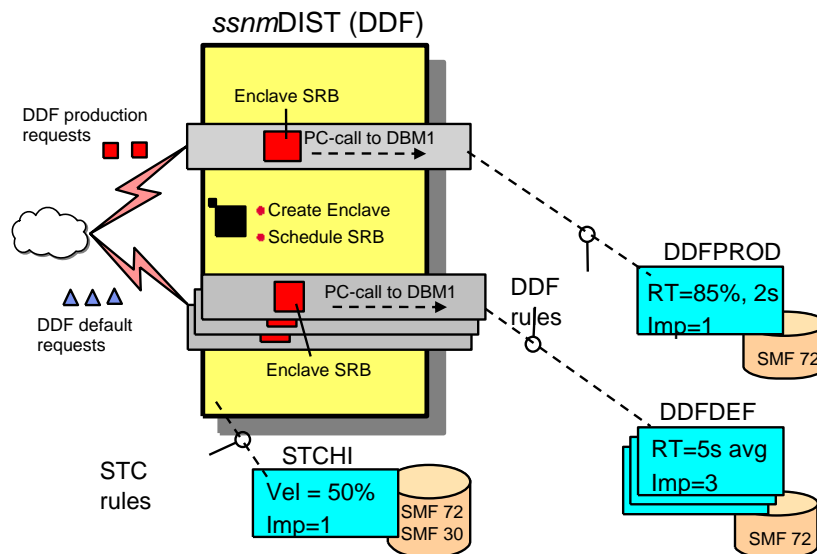 ssnmDIST (DDF)
Enclave SRB
DDF production
requests
PC-call to DBM1
Create Enclave
Schedule SRB
DDFPROD
RT=85%, 2s
Imp=1
SMF 72
PC-call to DBM1
DDF
rules
DDF default
requests
Enclave SRB
DDFDEF
RT=5s avg
Imp=3
SMF 72
STC
rules
STCHI
Vel = 50%
Imp=1
SMF 72
SMF 30